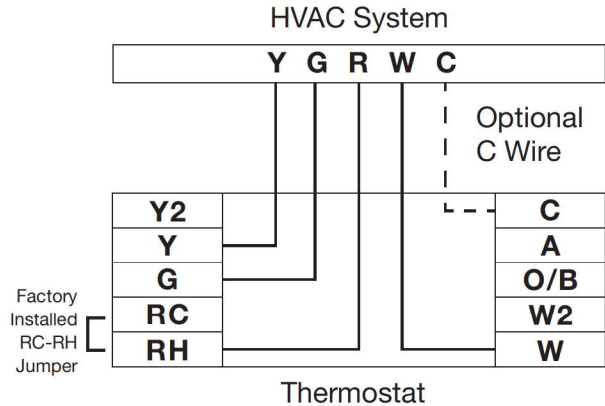 HVAC System
Y G R W C
Optional
C Wire
Y2
Y
G
RC
RH
Factory
Installed
RC-RH
Jumper
C
A
O/B
W2
W
Thermostat